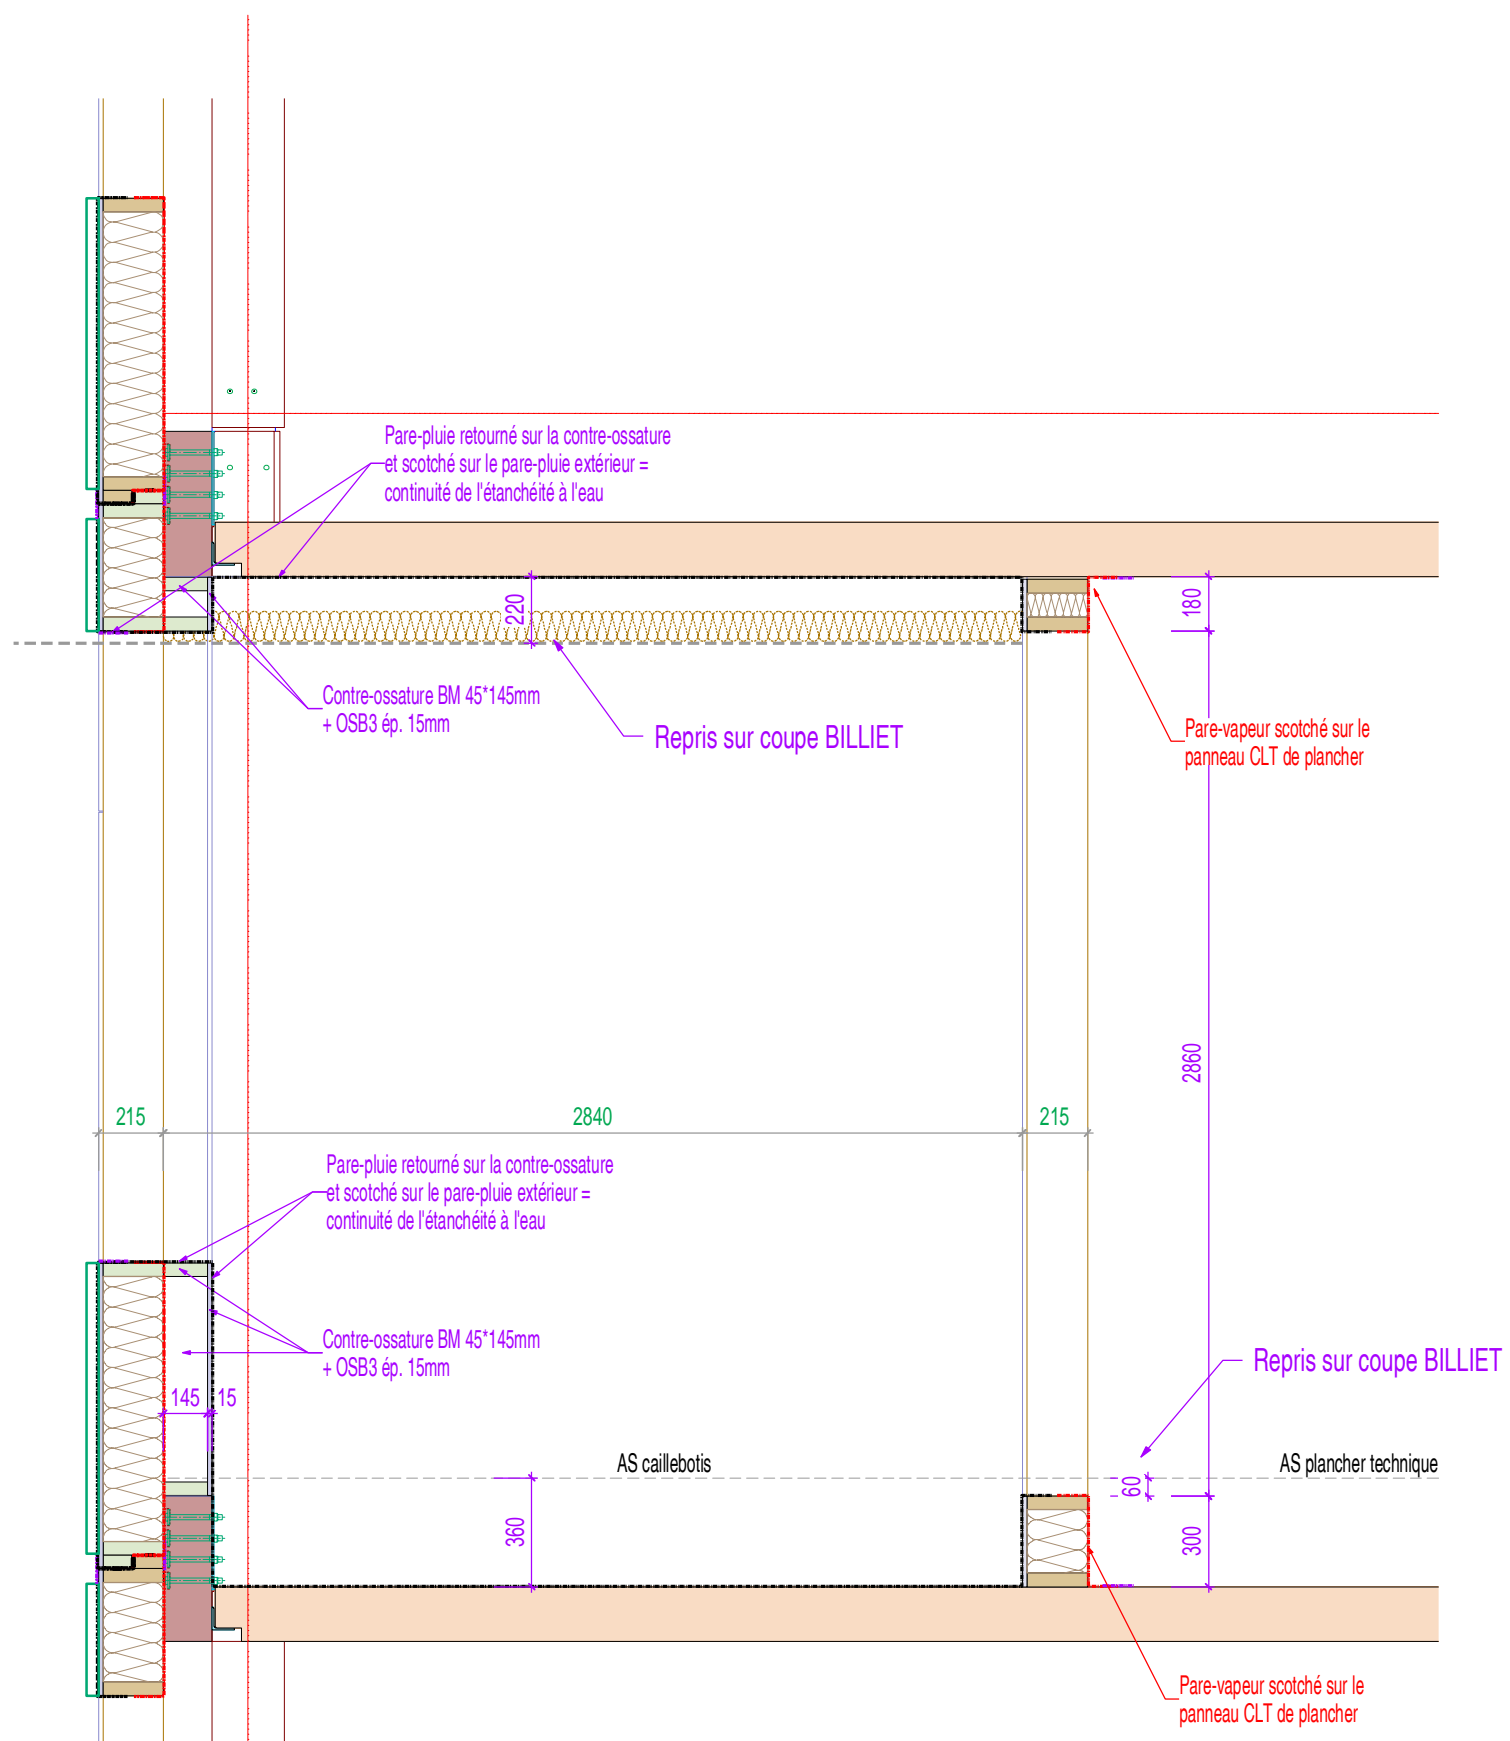 Pare-pluie retourné sur la contre-ossature
et scotché sur le pare-pluie extérieur =
continuité de l'étanchéité à l'eau
220
180
Contre-ossature BM 45*145mm
+ OSB3 ép. 15mm
Repris sur coupe BILLIET
Pare-vapeur scotché sur le
panneau CLT de plancher
2860
215
2840
215
Pare-pluie retourné sur la contre-ossature
et scotché sur le pare-pluie extérieur =
continuité de l'étanchéité à l'eau
Contre-ossature BM 45*145mm
+ OSB3 ép. 15mm
Repris sur coupe BILLIET
145
15
AS caillebotis
AS plancher technique
60
360
300
Pare-vapeur scotché sur le
panneau CLT de plancher